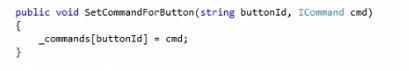 public void SetCommandForButton(string buttonId, ICommand cmd)
{
    _commands[buttonId] = cmd;
}